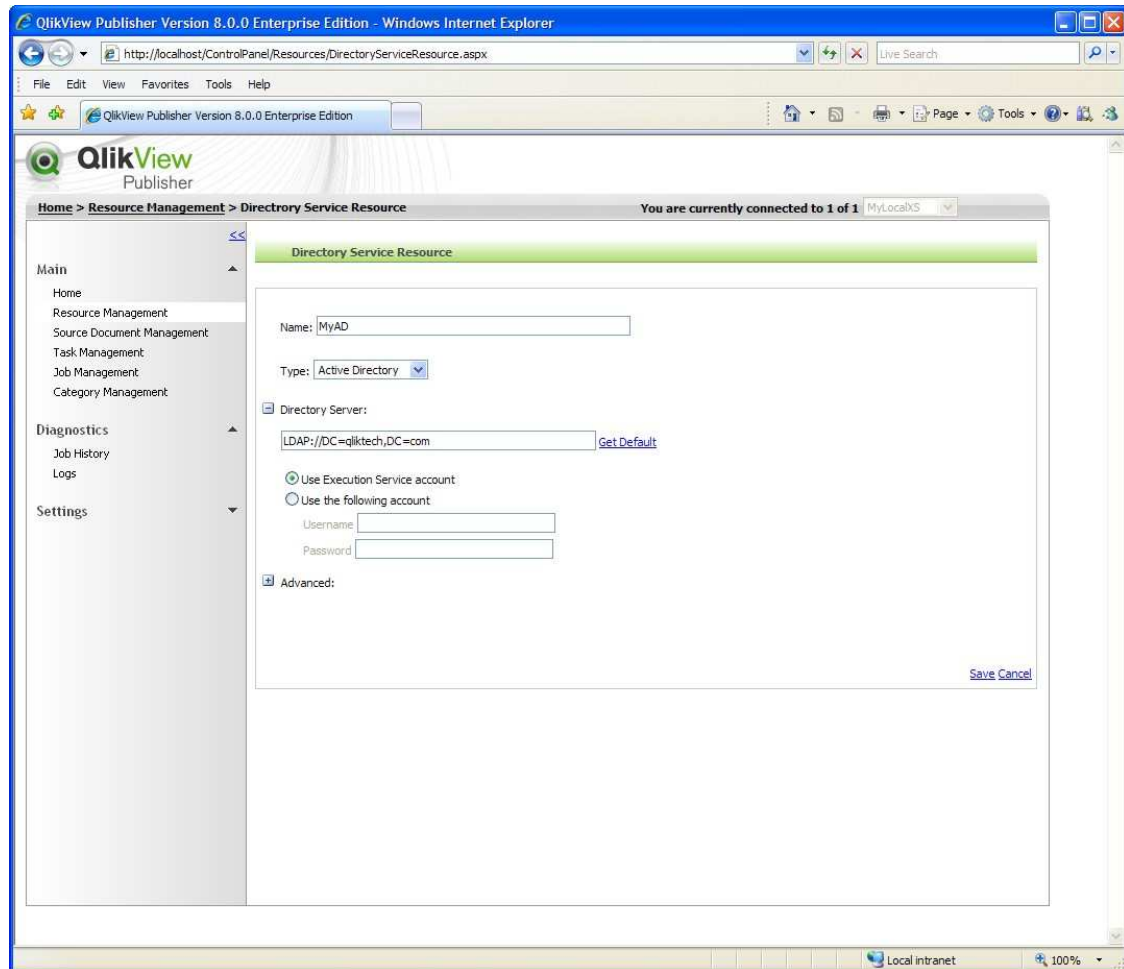 QlikView Publisher Version 8.0.0 Enterprise Edition - Windows Internet Explorer
http://localhost/ControlPanel/Resources/DirectoryServiceResource.aspx
Live Search
File Edit View Favorites Tools Help
QlikView Publisher Version 8.0.0 Enterprise Edition
Page Tools
QlikView
Publisher
Home > Resource Management > Directrory Service Resource
You are currently connected to 1 of 1 MyLocalXS
<<
Main
Home
Resource Management
Source Document Management
Task Management
Job Management
Category Management
Diagnostics
Job History
Logs
Settings
Directory Service Resource
Name: MyAD
Type: Active Directory
Directory Server:
LDAP://DC=qliktech,DC=com Get Default
Use Execution Service account
Use the following account
Username
Password
Advanced:
Save Cancel
Local intranet 100%